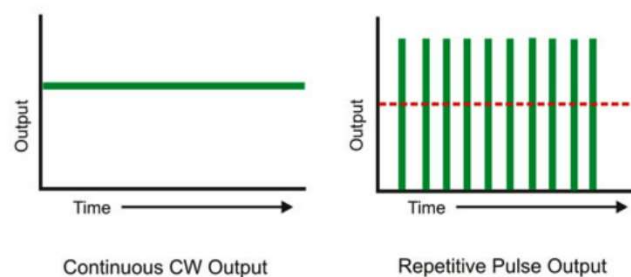 Output
Time
Continuous CW Output
Output
Time
Repetitive Pulse Output